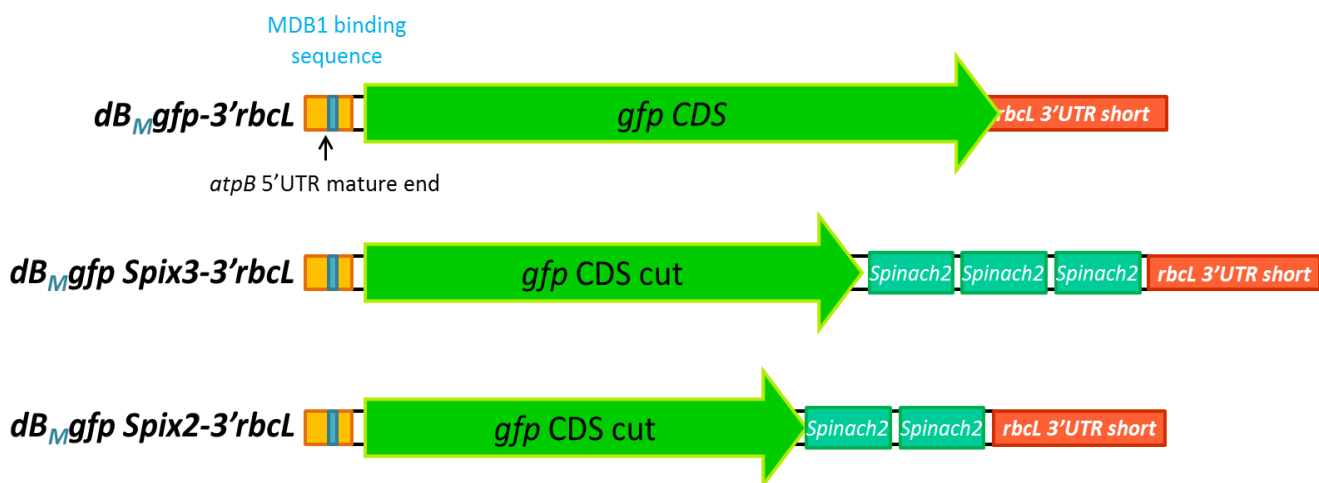 MDB1 binding
sequence
dBMgfp-3'rbcL
gfp CDS
rbcL 3'UTR short
atpB 5'UTR mature end
dBMgfp Spix3-3'rbcL
gfp CDS cut
Spinach2
Spinach2
Spinach2
rbcL 3'UTR short
dBMgfp Spix2-3'rbcL
gfp CDS cut
Spinach2
Spinach2
rbcL 3'UTR short